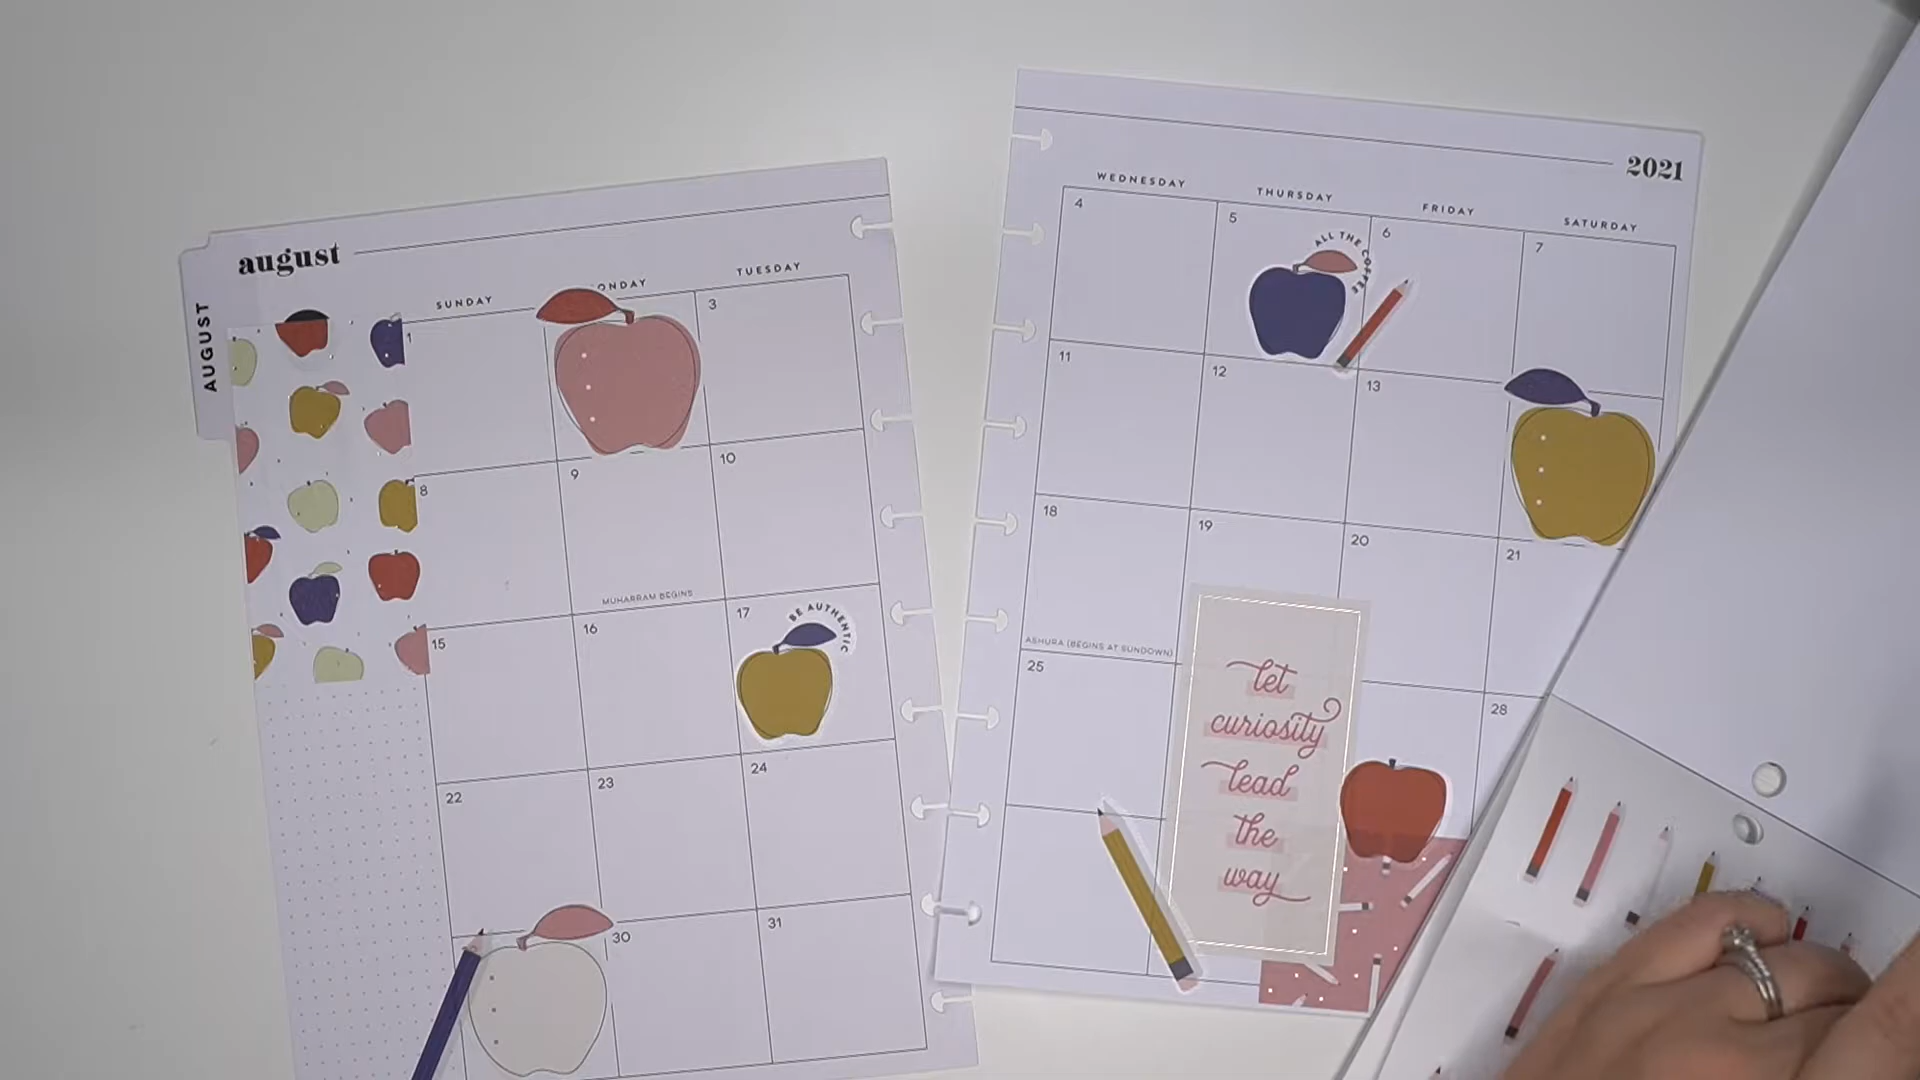 august
AUGUST
SUNDAY
ONDAY
TUESDAY
1
3
8
9
10
MUHARRAM BEGINS
15
16
17
BE AUTHENTIC
22
23
24
30
31
2021
WEDNESDAY
THURSDAY
FRIDAY
SATURDAY
4
5
6
7
ALL THE COFFEE
11
12
13
18
19
20
21
ASHURA (BEGINS AT SUNDOWN)
25
28
let
curiosity
lead
the
way